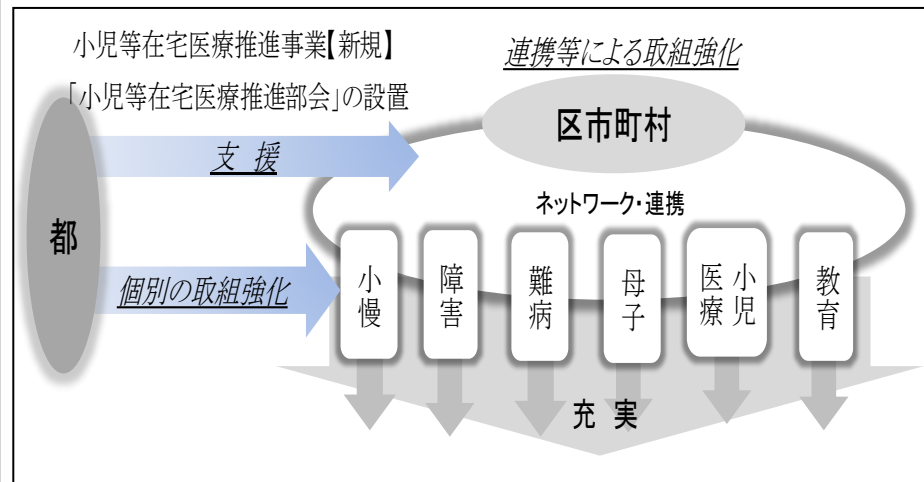 小児等在宅医療推進事業【新規】
「小児等在宅医療推進部会」の設置
連携等による取組強化
区市町村
支 援
ネットワーク・連携
都
個別の取組強化
小慢
障害
難病
母子
小児
医療
教育
充 実